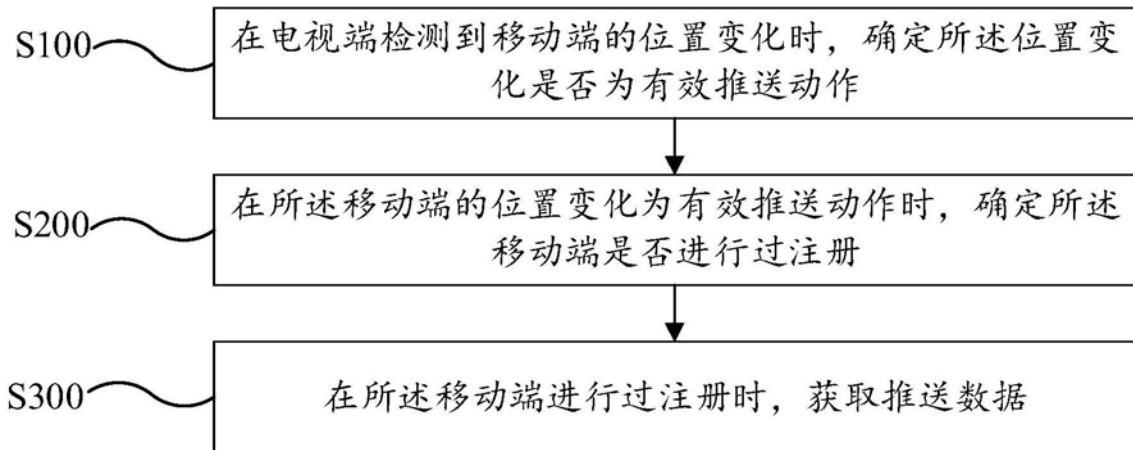 S100
在电视端检测到移动端的位置变化时，确定所述位置变
化是否为有效推送动作
S200
在所述移动端的位置变化为有效推送动作时，确定所述
移动端是否进行过注册
S300
在所述移动端进行过注册时，获取推送数据